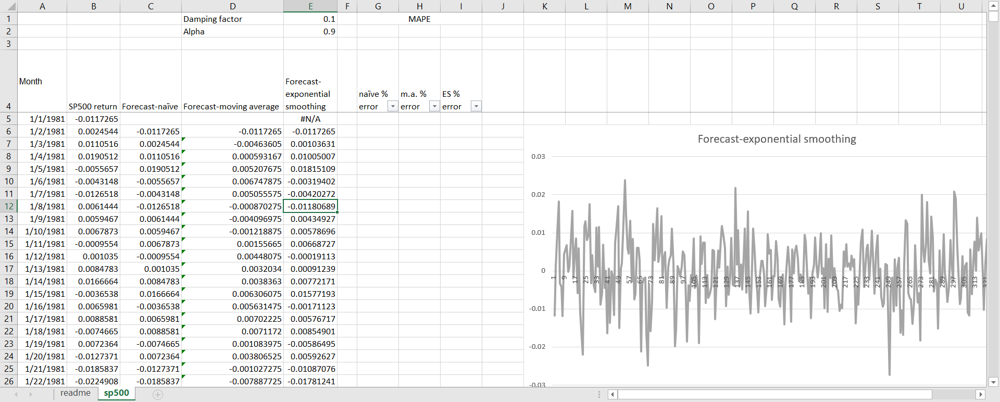 A B C D E F G H I J K L M N O P Q R S T U
1 Damping factor 0.1 MAPE
2 Alpha 0.9
3
4 Month SP500 return Forecast-naïve Forecast-moving average Forecast-exponential smoothing naïve % error m.a. % error ES % error
5 1/1/1981 -0.0117265 #N/A
6 1/2/1981 0.0024544 -0.0117265 -0.0117265 -0.0117265
7 1/3/1981 0.0110516 0.0024544 -0.00463605 0.00103631
8 1/4/1981 0.0190512 0.0110516 0.000593167 0.01005007
9 1/5/1981 -0.0055657 0.0190512 0.005207675 0.01815109
10 1/6/1981 -0.0043148 -0.0055657 0.006747875 -0.00319402
11 1/7/1981 -0.0126518 -0.0043148 0.005055575 -0.00420272
12 1/8/1981 0.0061444 -0.0126518 -0.000870275 -0.01180689
13 1/9/1981 0.0059467 0.0061444 -0.004096975 0.00434927
14 1/10/1981 0.0067873 0.0059467 -0.001218875 0.00578696
15 1/11/1981 -0.0009554 0.0067873 0.00155665 0.00668727
16 1/12/1981 0.001035 -0.0009554 0.00448075 -0.00019113
17 1/13/1981 0.0084783 0.001035 0.0032034 0.00091239
18 1/14/1981 0.0166664 0.0084783 0.0038363 0.00772171
19 1/15/1981 -0.0036538 0.0166664 0.006306075 0.01577193
20 1/16/1981 0.0065981 -0.0036538 0.005631475 -0.00171123
21 1/17/1981 0.0088581 0.0065981 0.00702225 0.00576717
22 1/18/1981 -0.0074665 0.0088581 0.0071172 0.00854901
23 1/19/1981 0.0072364 -0.0074665 0.001083975 -0.00586495
24 1/20/1981 -0.0127371 0.0072364 0.003806525 0.00592627
25 1/21/1981 -0.0185837 -0.0127371 -0.001027275 -0.01087076
26 1/22/1981 -0.0224908 -0.0185837 -0.007887725 -0.01781241
Forecast-exponential smoothing
0.03
0.02
0.01
0
-0.01
-0.02
-0.03
1 9 17 25 33 41 49 57 65 73 81 89 97 105 113 121 129 137 145 153 161 169 177 185 193 201 209 217 225 233 241 249 257 265 273 281 289 297 305 313 321
readme sp500